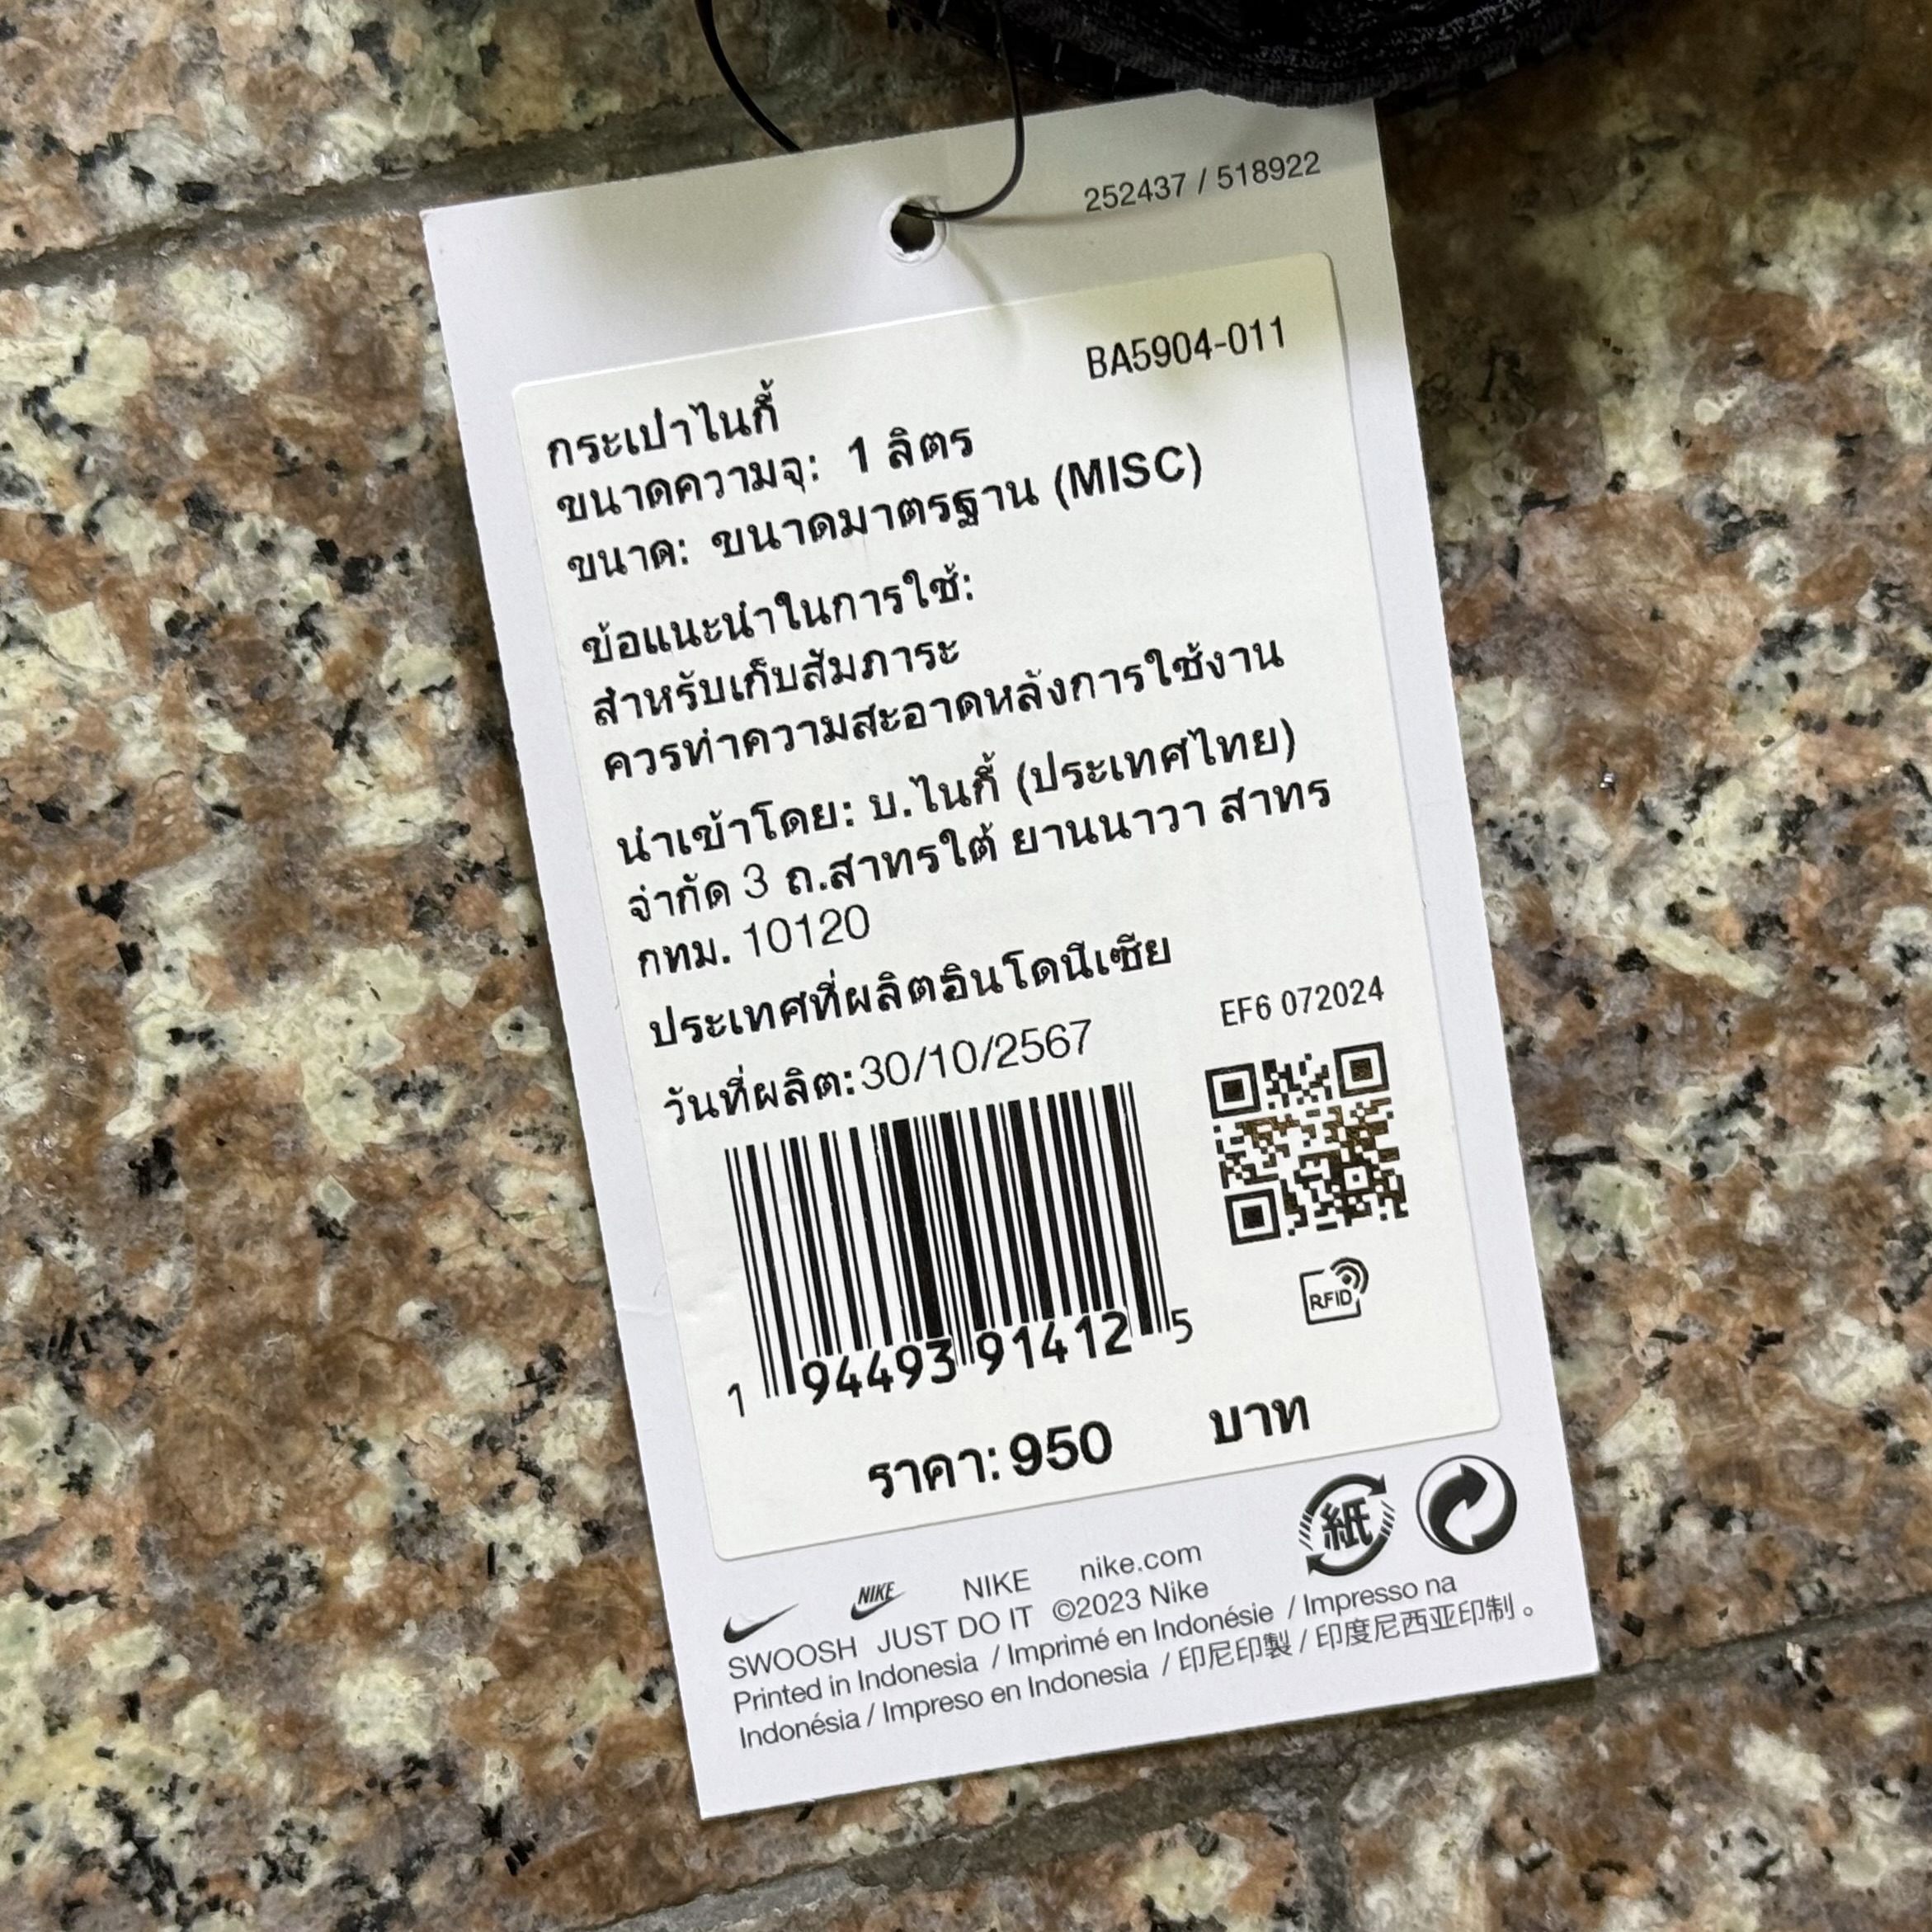 252437 / 518922
BA5904-011
กระเป๋าไนกี้
ขนาดความจุ: 1 ลิตร
ขนาด: ขนาดมาตรฐาน (MISC)
ข้อแนะนำในการใช้:
สำหรับเก็บสัมภาระ
ควรทำความสะอาดหลังการใช้งาน
นำเข้าโดย: บ.ไนกี้ (ประเทศไทย)
จำกัด 3 ถ.สาทรใต้ ยานนาวา สาทร
กทม. 10120
ประเทศที่ผลิตอินโดนีเซีย
EF6 072024
วันที่ผลิต:30/10/2567
RFID
1 94493 91412 5
ราคา: 950 บาท
紙
NIKE NIKE nike.com
SWOOSH JUST DO IT ©2023 Nike
Printed in Indonesia / Imprimé en Indonésie / Impresso na
Indonésia / Impreso en Indonesia / 印尼印製 / 印度尼西亚印制。